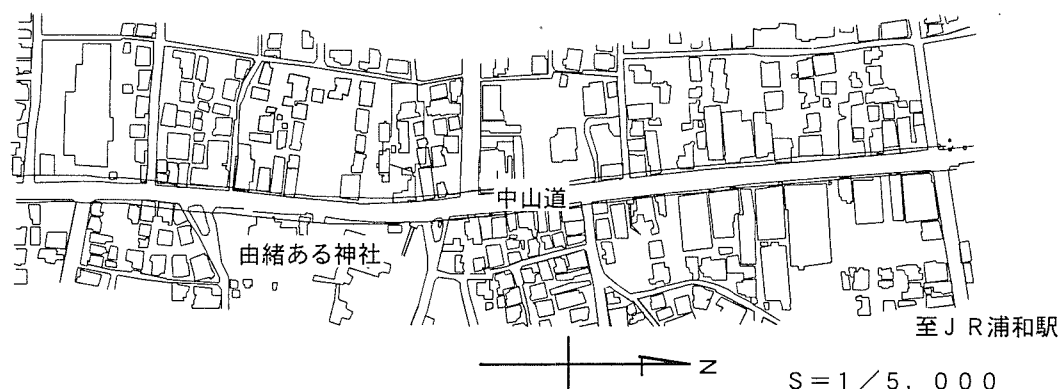 中山道
由緒ある神社
至ＪＲ浦和駅
N
Ｓ＝１／５，０００